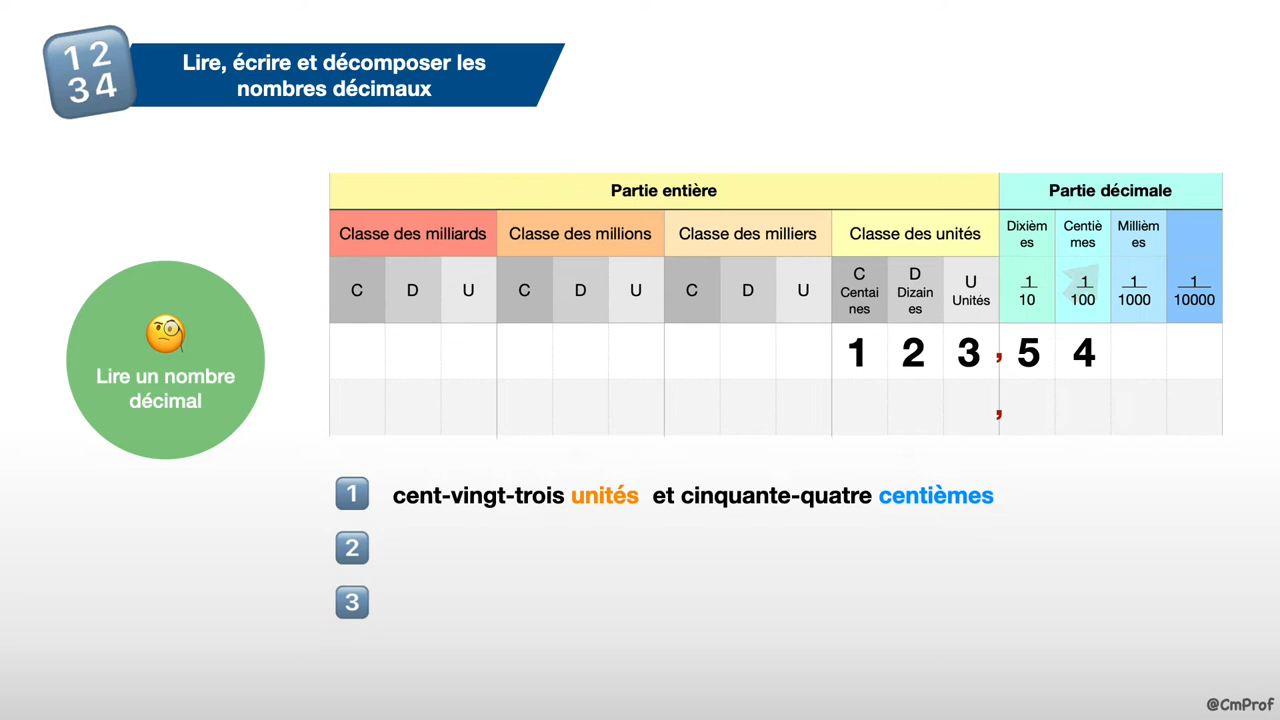 1 2
3 4
Lire, écrire et décomposer les
nombres décimaux
Partie entière
Partie décimale
Classe des milliards
Classe des millions
Classe des milliers
Classe des unités
Dixièm
es
Centiè
mes
Millièm
es
C
D
U
C
D
U
C
D
U
C
Centai
nes
D
Dizain
es
U
Unités
1
10
1
100
1
1000
1
10000
1 2 3 , 5 4
,
Lire un nombre
décimal
1 cent-vingt-trois unités et cinquante-quatre centièmes
2
3
@CmProf